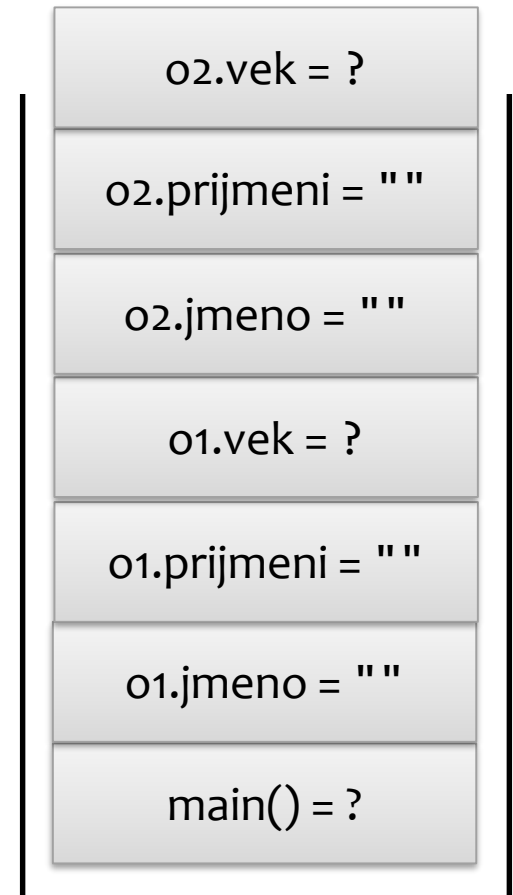 o2.vek = ?
o2.prijmeni = ""
o2.jmeno = ""
o1.vek = ?
o1.prijmeni = ""
o1.jmeno = ""
main() = ?